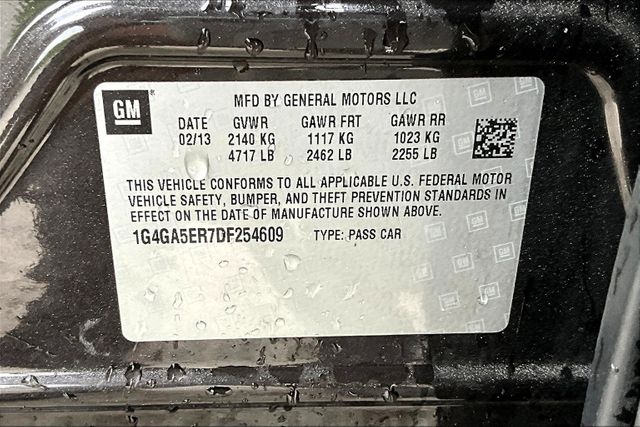 GM
MFD BY GENERAL MOTORS LLC
DATE GVWR GAWR FRT GAWR RR
02/13 2140 KG 1117 KG 1023 KG
4717 LB 2462 LB 2255 LB
THIS VEHICLE CONFORMS TO ALL APPLICABLE U.S. FEDERAL MOTOR
VEHICLE SAFETY, BUMPER, AND THEFT PREVENTION STANDARDS IN
EFFECT ON THE DATE OF MANUFACTURE SHOWN ABOVE.
1G4GA5ER7DF254609 TYPE: PASS CAR